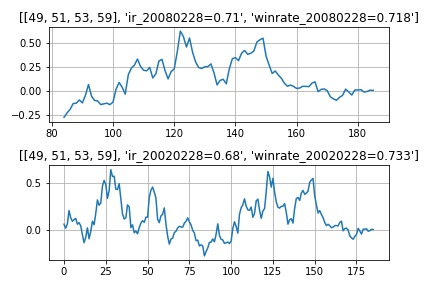 [[49, 51, 53, 59], 'ir_20080228=0.71', 'winrate_20080228=0.718']
0.50
0.25
0.00
−0.25
80 100 120 140 160 180
[[49, 51, 53, 59], 'ir_20020228=0.68', 'winrate_20020228=0.733']
0.5
0.0
0 25 50 75 100 125 150 175